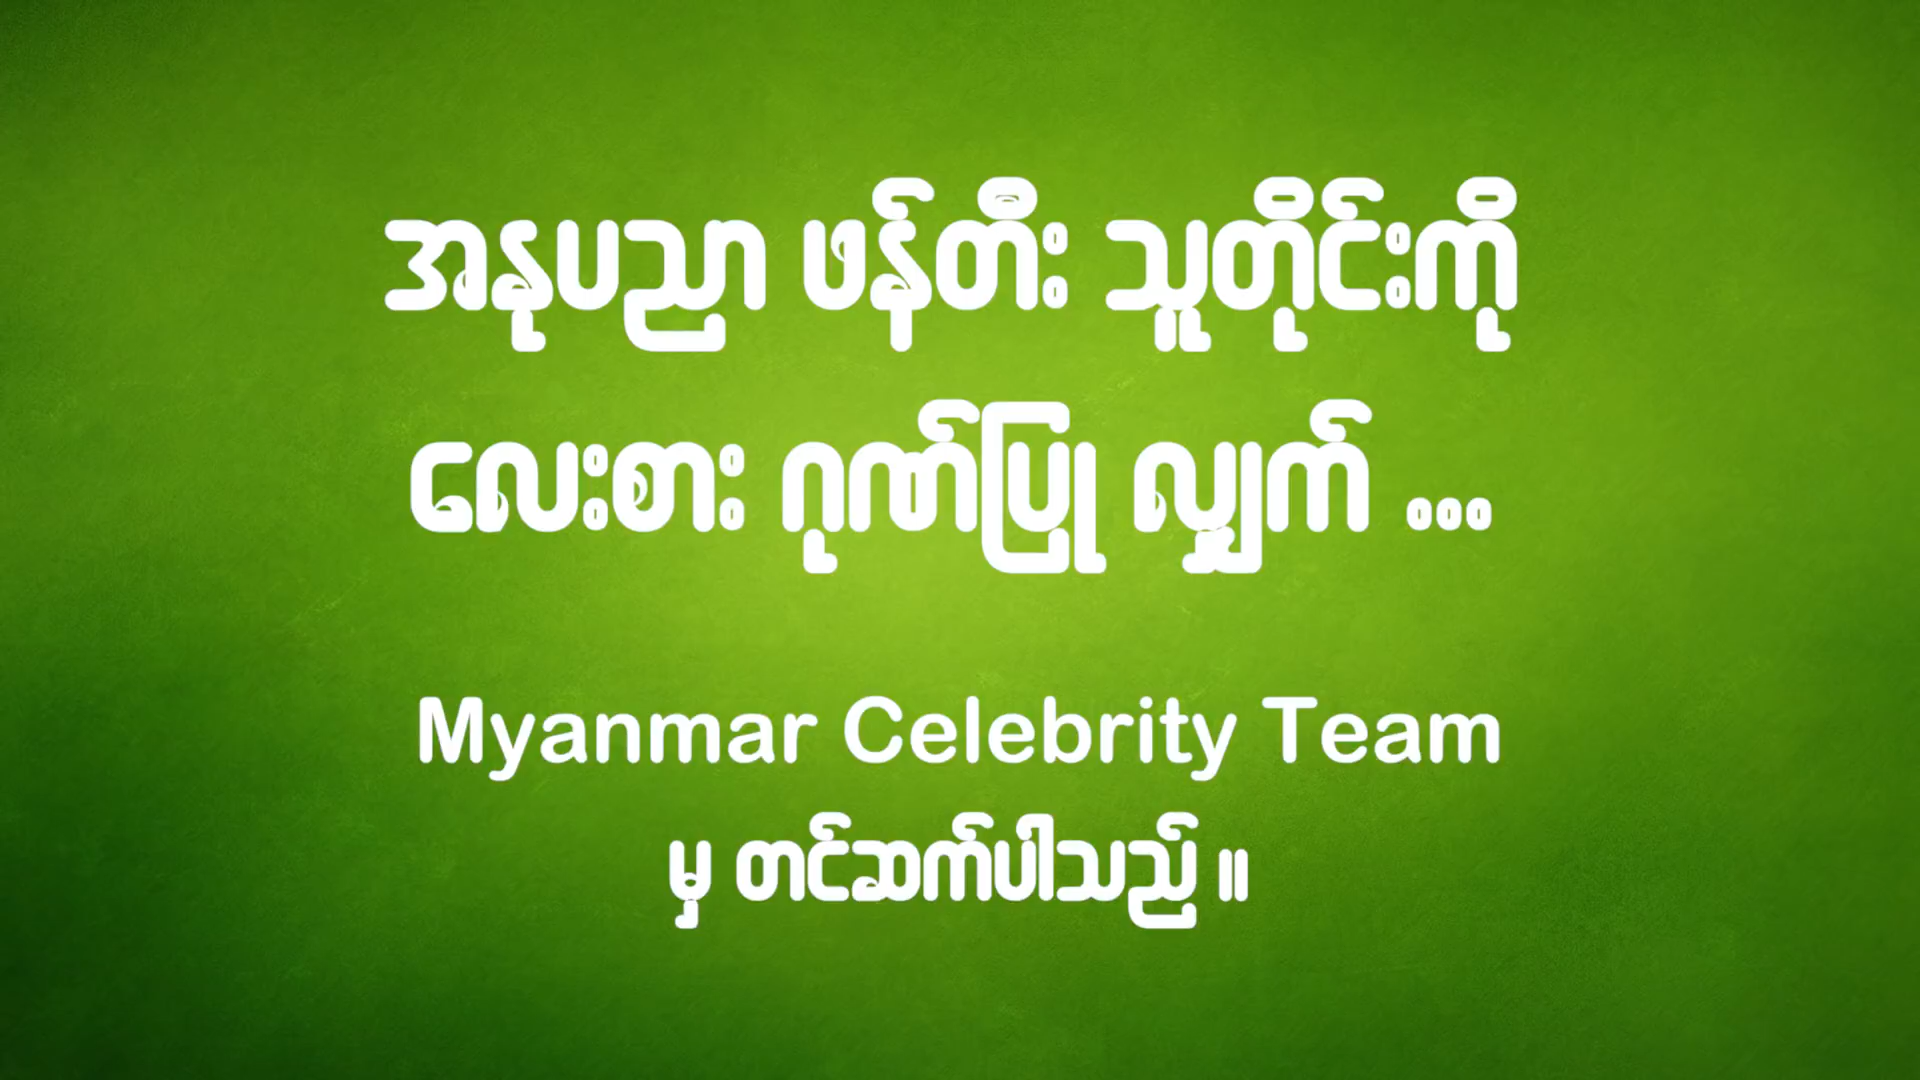 အနုပညာ ဖန်တီး သူတိုင်းကို
လေးစား ဂုဏ်ပြု လျှက် ...
Myanmar Celebrity Team
မှ တင်ဆက်ပါသည် ။